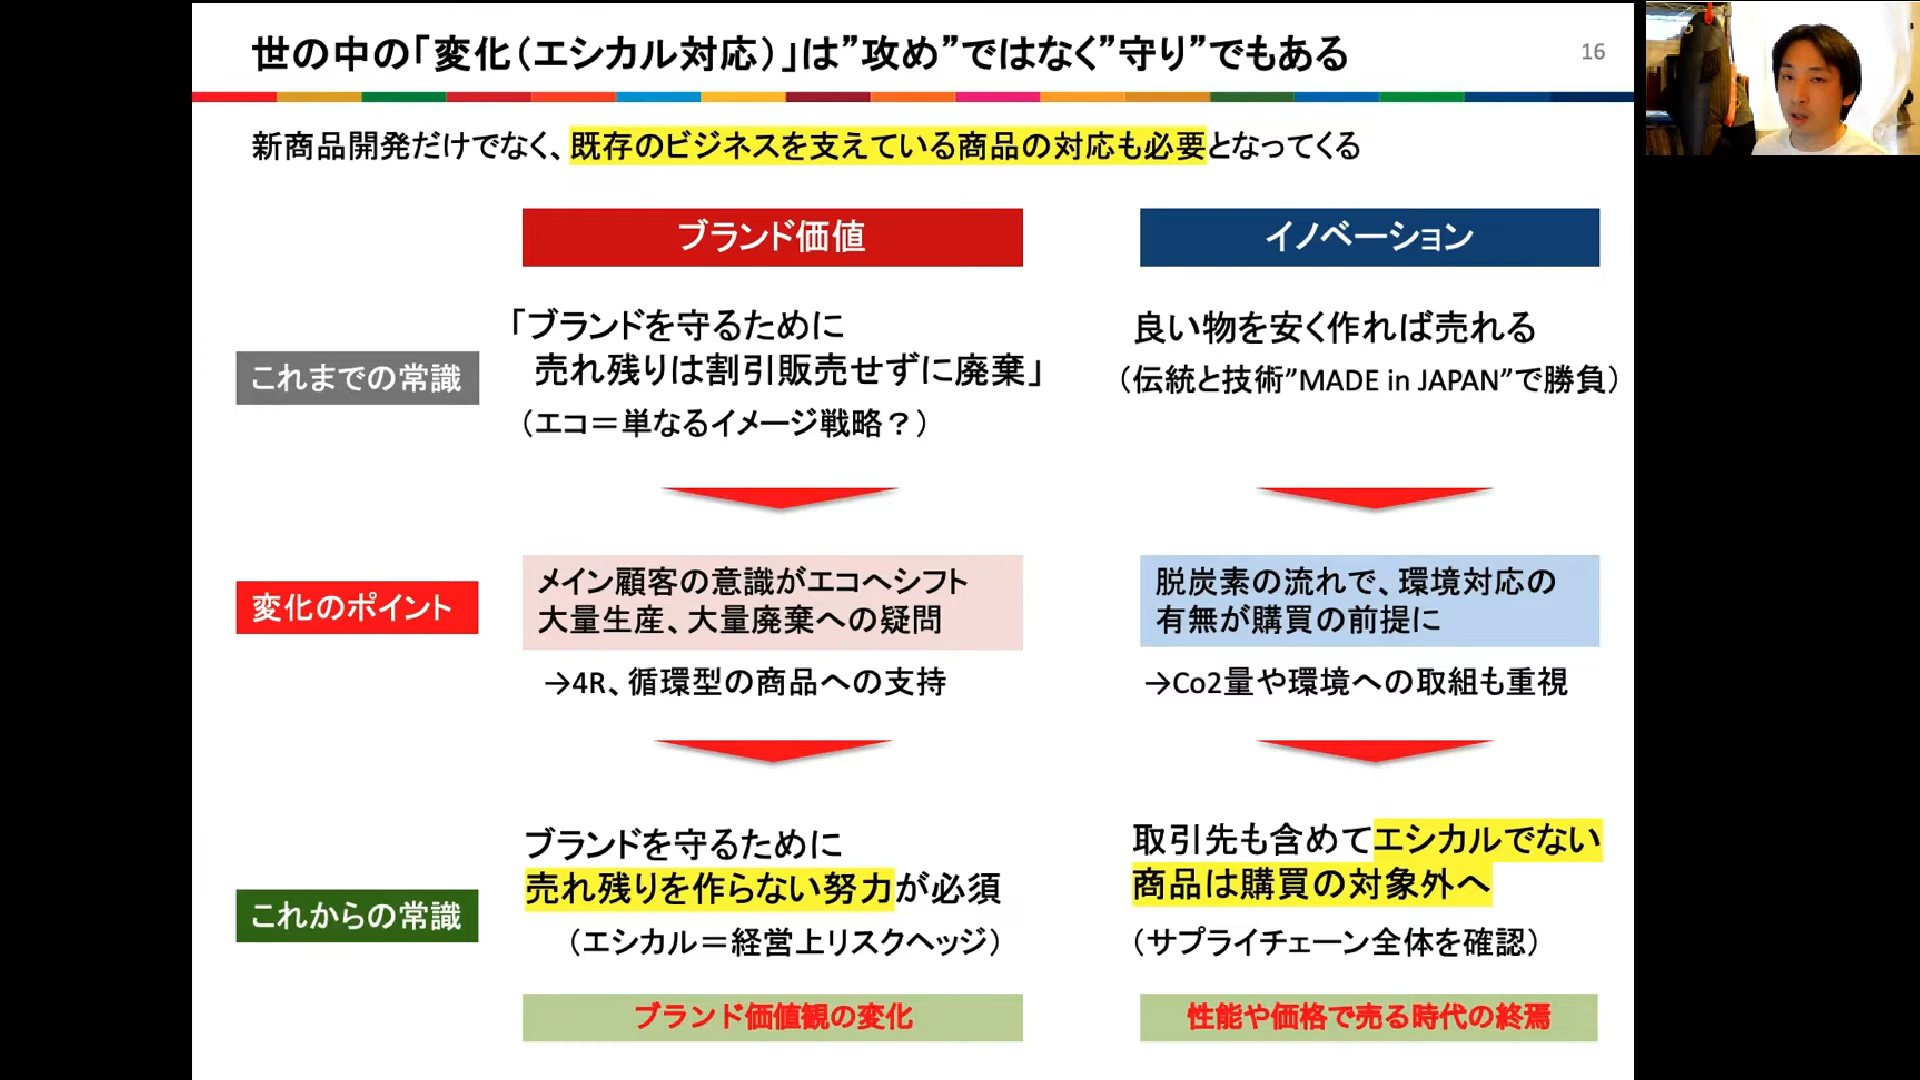 世の中の｢変化（エシカル対応）｣は”攻め”ではなく”守り”でもある
16
新商品開発だけでなく、既存のビジネスを支えている商品の対応も必要となってくる
ブランド価値
イノベーション
これまでの常識
｢ブランドを守るために
売れ残りは割引販売せずに廃棄｣
（エコ＝単なるイメージ戦略？）
良い物を安く作れば売れる
（伝統と技術”MADE in JAPAN”で勝負）
変化のポイント
メイン顧客の意識がエコへシフト
大量生産、大量廃棄への疑問
→4R、循環型の商品への支持
脱炭素の流れで、環境対応の
有無が購買の前提に
→Co2量や環境への取組も重視
これからの常識
ブランドを守るために
売れ残りを作らない努力が必須
（エシカル＝経営上リスクヘッジ）
取引先も含めてエシカルでない
商品は購買の対象外へ
（サプライチェーン全体を確認）
ブランド価値観の変化
性能や価格で売る時代の終焉